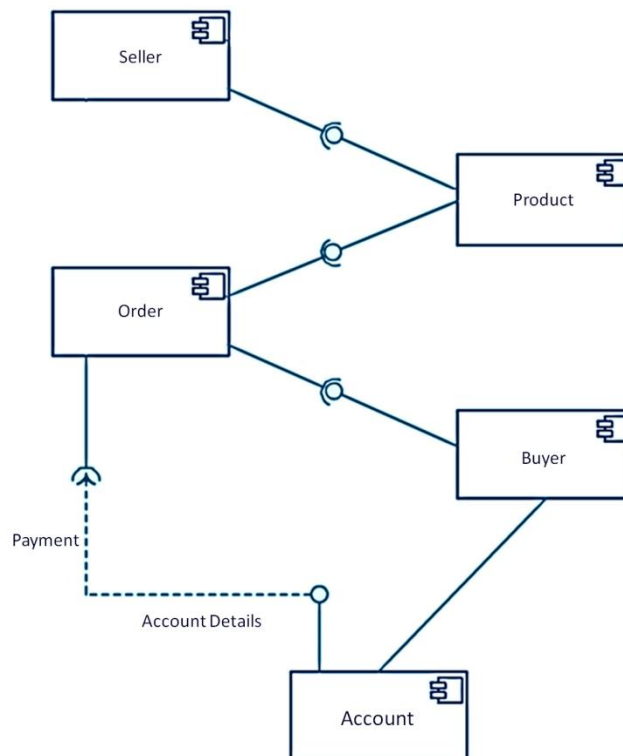 Seller
Product
Order
Buyer
Payment
Account Details
Account